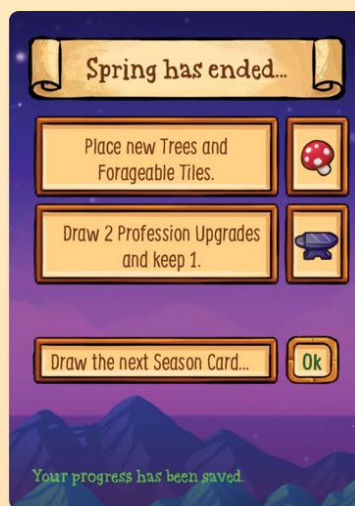 Spring has ended...
Place new Trees and
Forageable Tiles.
Draw 2 Profession Upgrades
and keep 1.
Draw the next Season Card...
Ok
Your progress has been saved.